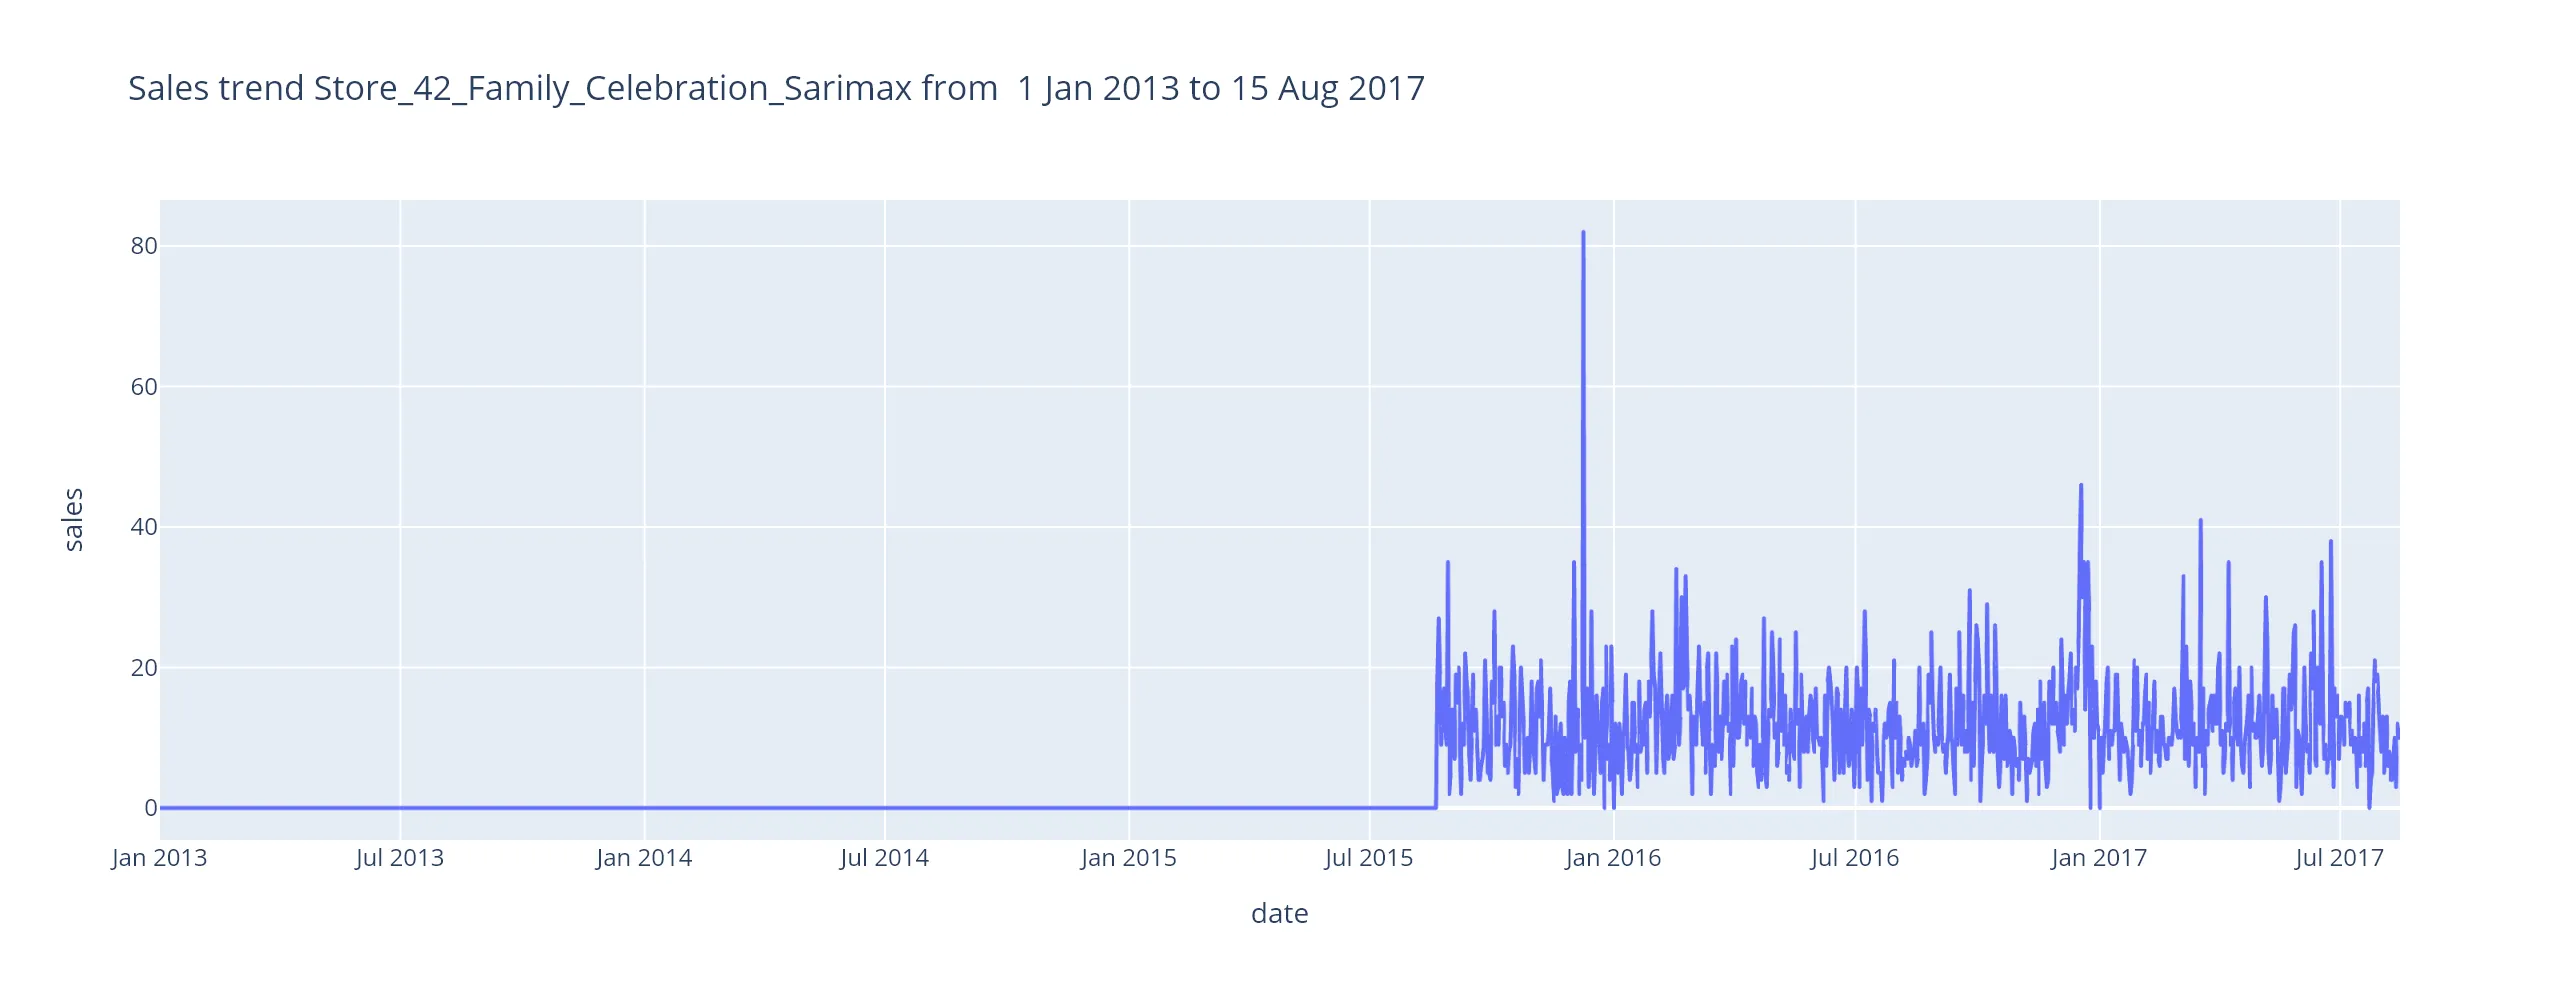 Sales trend Store_42_Family_Celebration_Sarimax from  1 Jan 2013 to 15 Aug 2017
sales
80
60
40
20
0
Jan 2013
Jul 2013
Jan 2014
Jul 2014
Jan 2015
Jul 2015
Jan 2016
Jul 2016
Jan 2017
Jul 2017
date